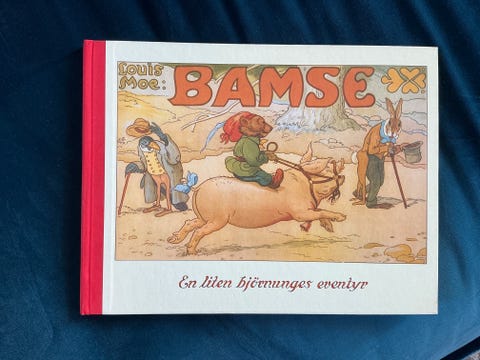 Louis
Moe:
BAMSE
En liten björnunges eventyr